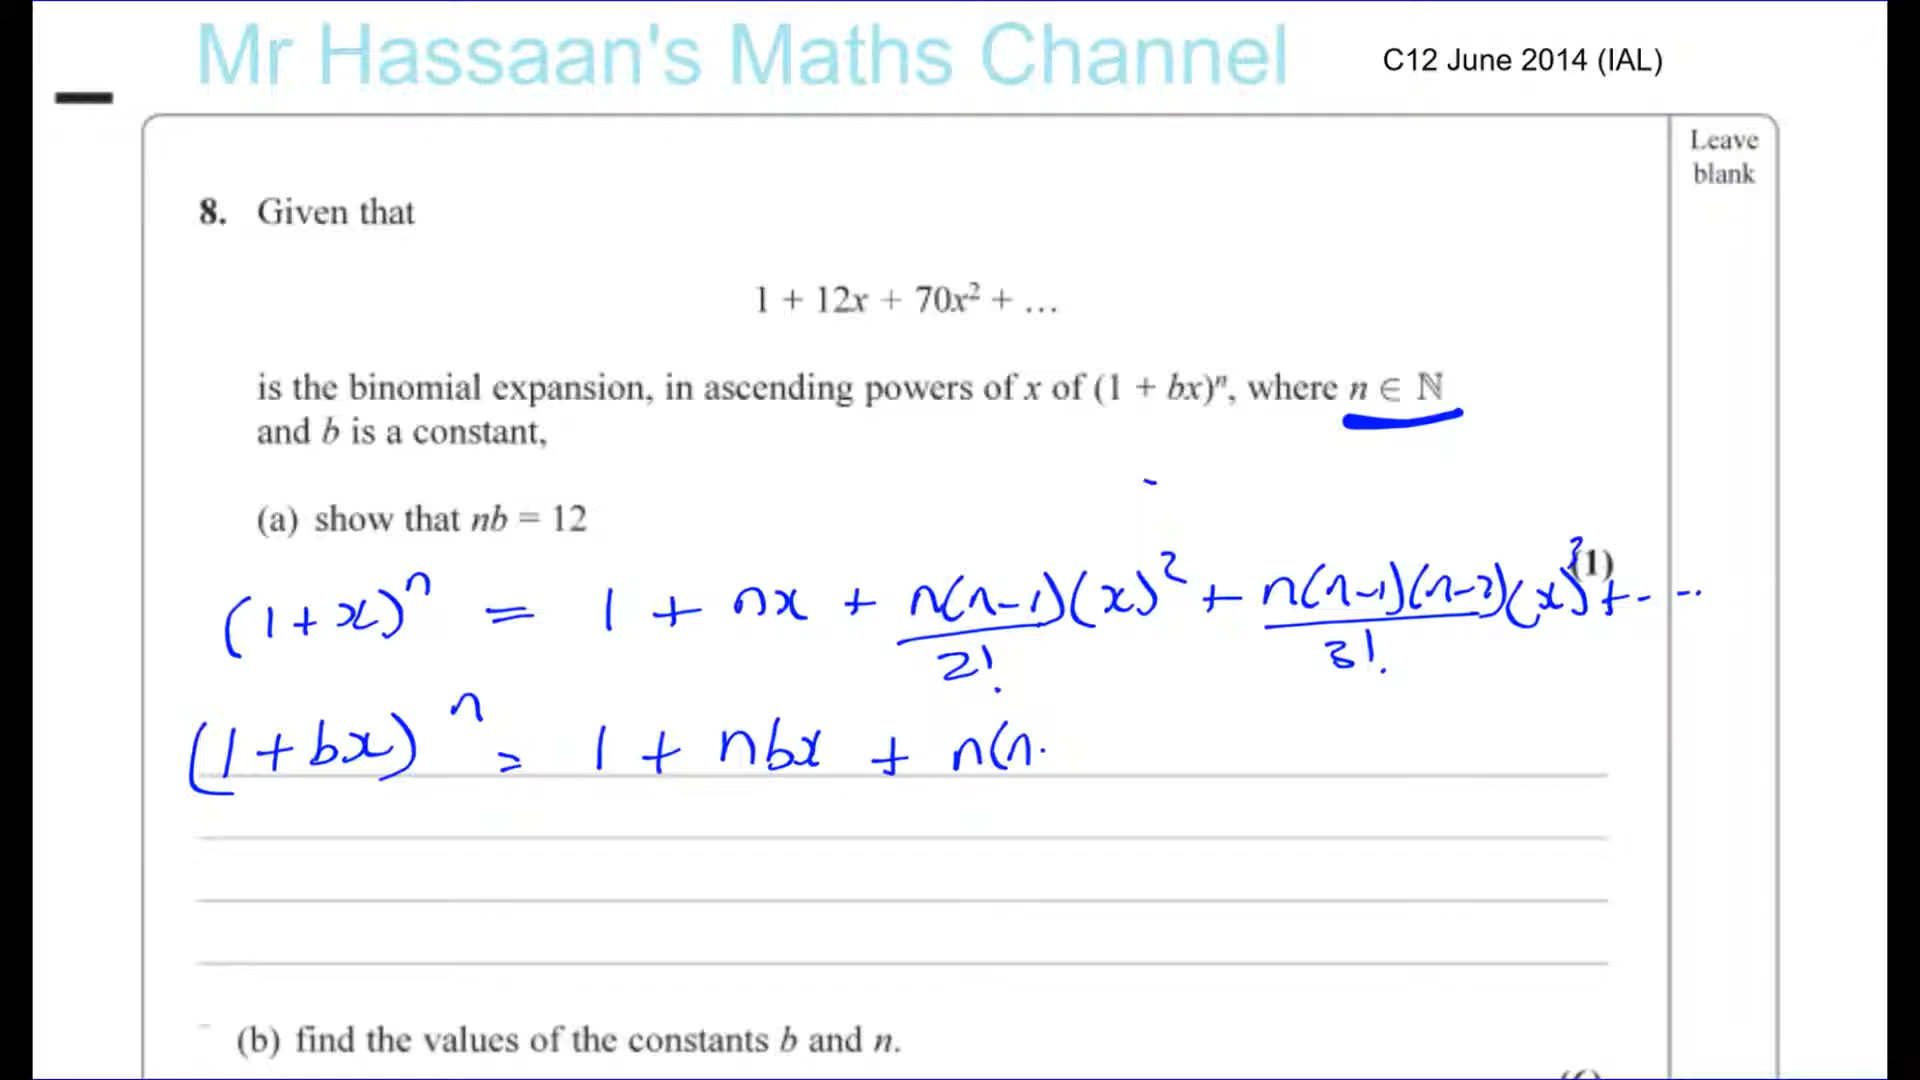 Mr Hassaan's Maths Channel
C12 June 2014 (IAL)
Leave
blank
8. Given that
1 + 12x + 70x² + …
is the binomial expansion, in ascending powers of x of (1 + bx)ⁿ, where n ∈ ℕ
and b is a constant,
(a) show that nb = 12
(1)
(1+x)ⁿ = 1 + nx + n(n-1)(x)²/2! + n(n-1)(n-2)(x)³/3! + ...
(1+bx)ⁿ = 1 + nbx + n(n-
(b) find the values of the constants b and n.